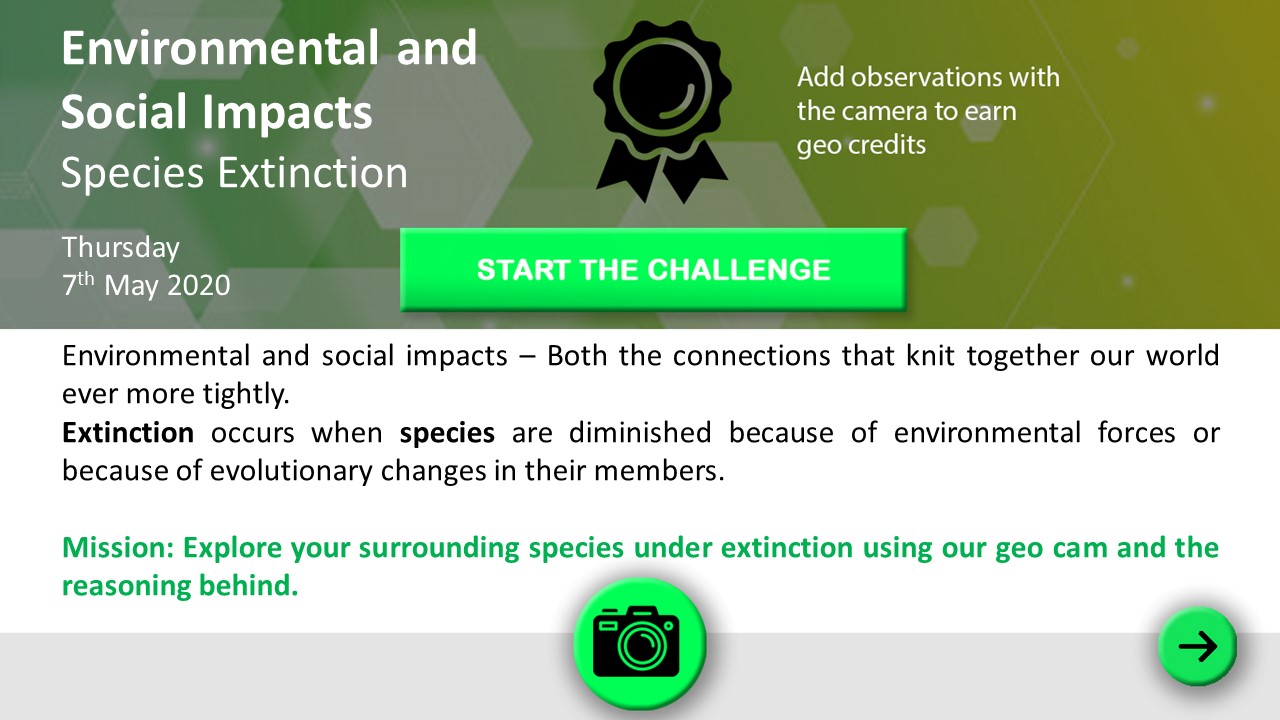 Environmental and
Social Impacts
Species Extinction
Thursday
7th May 2020
Add observations with
the camera to earn
geo credits
START THE CHALLENGE
Environmental and social impacts – Both the connections that knit together our world
ever more tightly.
Extinction occurs when species are diminished because of environmental forces or
because of evolutionary changes in their members.
Mission: Explore your surrounding species under extinction using our geo cam and the
reasoning behind.